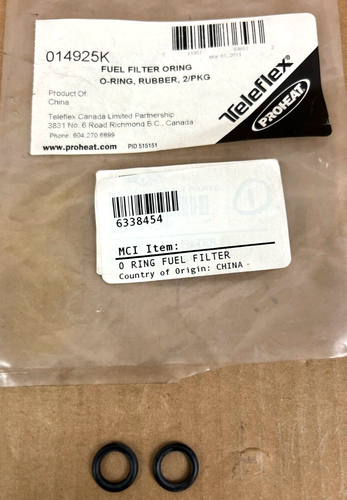 014925K
FUEL FILTER ORING
O-RING, RUBBER, 2/PKG
Product Of:
China
Teleflex Canada Limited Partnership
3831 No. 6 Road Richmond B.C., Canada
Phone: 604.270.6899
www.proheat.com PID 515151
Teleflex
PROHEAT
6338454
MCI Item:
O RING FUEL FILTER
Country of Origin: CHINA -